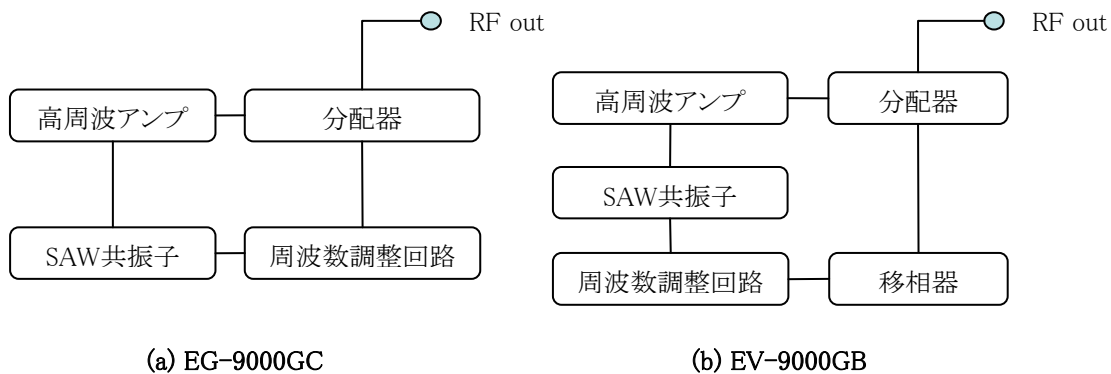 RF out
高周波アンプ
分配器
SAW共振子
周波数調整回路
(a) EG-9000GC
RF out
高周波アンプ
分配器
SAW共振子
周波数調整回路
移相器
(b) EV-9000GB